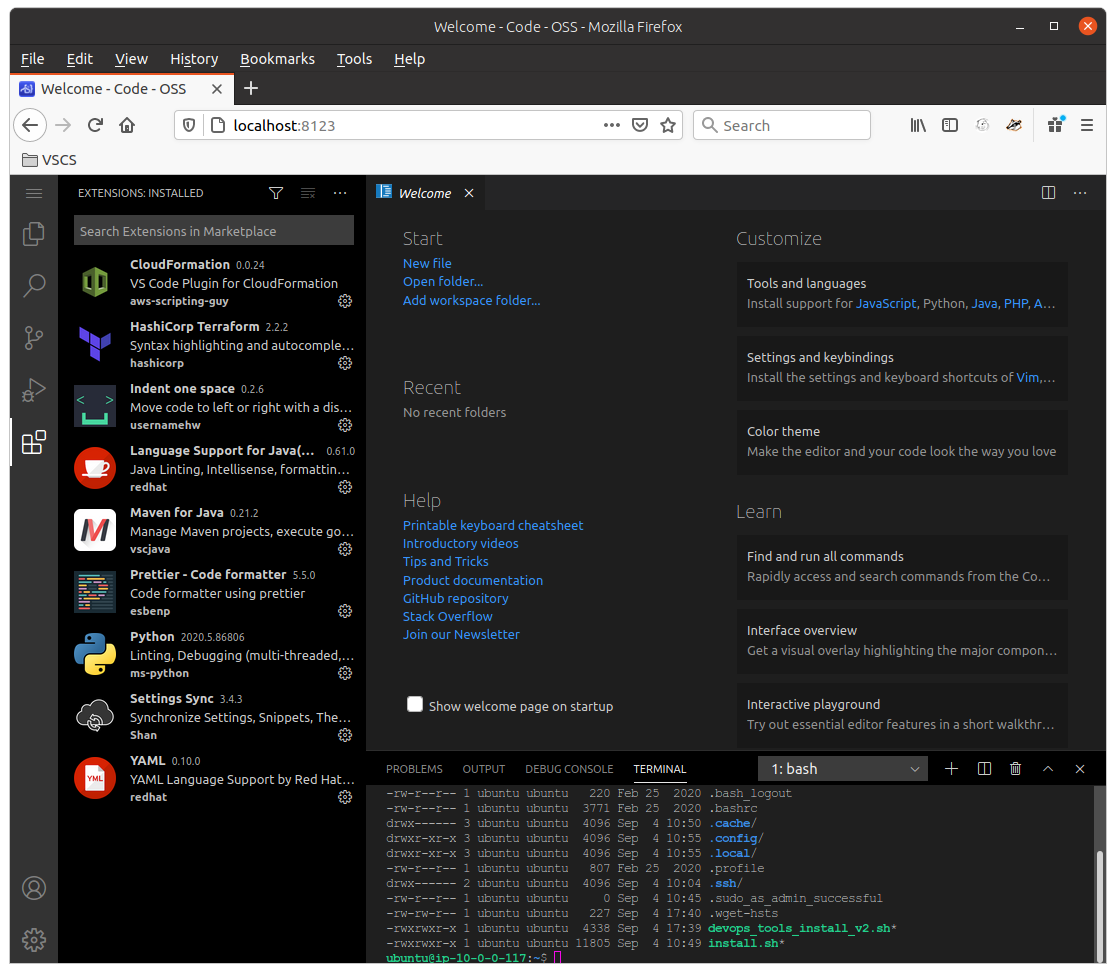 Welcome - Code - OSS - Mozilla Firefox
File Edit View History Bookmarks Tools Help
Welcome - Code - OSS
localhost:8123
Search
VSCS
EXTENSIONS: INSTALLED
Search Extensions in Marketplace
CloudFormation 0.0.24
VS Code Plugin for CloudFormation
aws-scripting-guy
HashiCorp Terraform 2.2.2
Syntax highlighting and autocomple...
hashicorp
Indent one space 0.2.6
Move code to left or right with a dis...
usernamehw
Language Support for Java(... 0.61.0
Java Linting, Intellisense, formattin...
redhat
Maven for Java 0.21.2
Manage Maven projects, execute go...
vscjava
Prettier - Code formatter 5.5.0
Code formatter using prettier
esbenp
Python 2020.5.86806
Linting, Debugging (multi-threaded,...
ms-python
Settings Sync 3.4.3
Synchronize Settings, Snippets, The...
Shan
YML
YAML 0.10.0
YAML Language Support by Red Hat...
redhat
Welcome
Start
New file
Open folder...
Add workspace folder...
Recent
No recent folders
Help
Printable keyboard cheatsheet
Introductory videos
Tips and Tricks
Product documentation
GitHub repository
Stack Overflow
Join our Newsletter
Show welcome page on startup
Customize
Tools and languages
Install support for JavaScript, Python, Java, PHP, A...
Settings and keybindings
Install the settings and keyboard shortcuts of Vim,...
Color theme
Make the editor and your code look the way you love
Learn
Find and run all commands
Rapidly access and search commands from the Co...
Interface overview
Get a visual overlay highlighting the major compon...
Interactive playground
Try out essential editor features in a short walkthr...
PROBLEMS OUTPUT DEBUG CONSOLE TERMINAL 1: bash
-rw-r--r-- 1 ubuntu ubuntu 220 Feb 25 2020 .bash_logout
-rw-r--r-- 1 ubuntu ubuntu 3771 Feb 25 2020 .bashrc
drwx------ 3 ubuntu ubuntu 4096 Sep 4 10:50 .cache/
drwxr-xr-x 3 ubuntu ubuntu 4096 Sep 4 10:55 .config/
drwxr-xr-x 3 ubuntu ubuntu 4096 Sep 4 10:55 .local/
-rw-r--r-- 1 ubuntu ubuntu 807 Feb 25 2020 .profile
drwx------ 2 ubuntu ubuntu 4096 Sep 4 10:04 .ssh/
-rw-r--r-- 1 ubuntu ubuntu 0 Sep 4 10:45 .sudo_as_admin_successful
-rw-rw-r-- 1 ubuntu ubuntu 227 Sep 4 17:40 .wget-hsts
-rwxrwxr-x 1 ubuntu ubuntu 4338 Sep 4 17:39 devops_tools_install_v2.sh*
-rwxrwxr-x 1 ubuntu ubuntu 11805 Sep 4 10:49 install.sh*
ubuntu@ip-10-0-0-117:~$